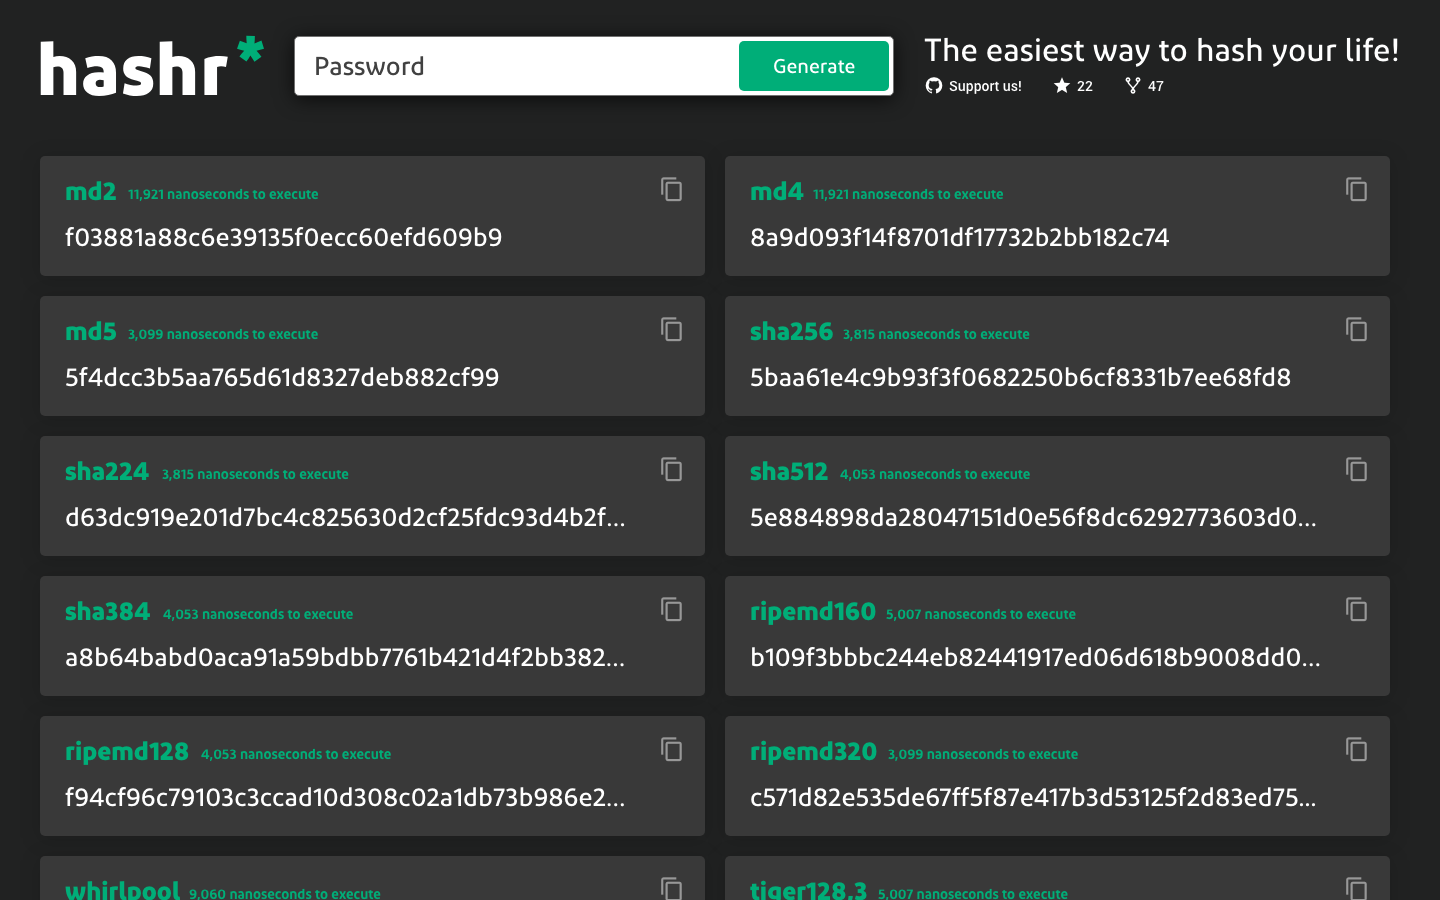 hashr*
Password
Generate
The easiest way to hash your life!
Support us! 22 47
md2 11,921 nanoseconds to execute
f03881a88c6e39135f0ecc60efd609b9
md4 11,921 nanoseconds to execute
8a9d093f14f8701df17732b2bb182c74
md5 3,099 nanoseconds to execute
5f4dcc3b5aa765d61d8327deb882cf99
sha256 3,815 nanoseconds to execute
5baa61e4c9b93f3f0682250b6cf8331b7ee68fd8
sha224 3,815 nanoseconds to execute
d63dc919e201d7bc4c825630d2cf25fdc93d4b2f...
sha512 4,053 nanoseconds to execute
5e884898da28047151d0e56f8dc6292773603d0...
sha384 4,053 nanoseconds to execute
a8b64babd0aca91a59bdbb7761b421d4f2bb382...
ripemd160 5,007 nanoseconds to execute
b109f3bbbc244eb82441917ed06d618b9008dd0...
ripemd128 4,053 nanoseconds to execute
f94cf96c79103c3ccad10d308c02a1db73b986e2...
ripemd320 3,099 nanoseconds to execute
c571d82e535de67ff5f87e417b3d53125f2d83ed75...
whirlpool 9,060 nanoseconds to execute
tiger128,3 5,007 nanoseconds to execute